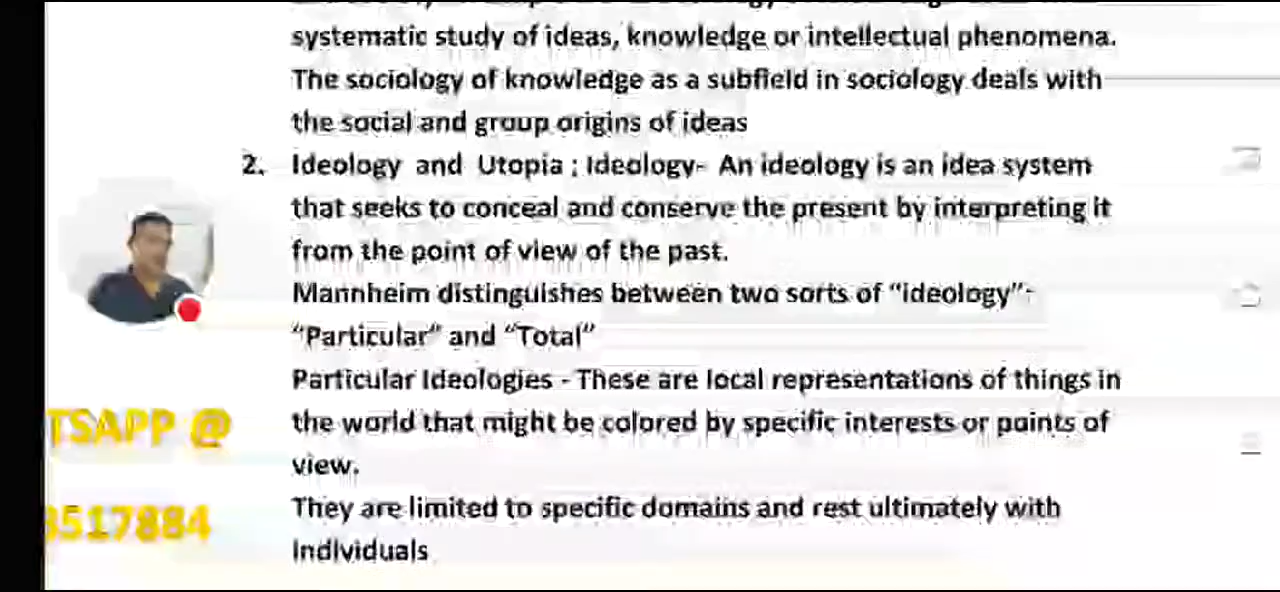 systematic study of ideas, knowledge or intellectual phenomena.
The sociology of knowledge as a subfield in sociology deals with
the social and group origins of ideas
2. Ideology and Utopia ; Ideology- An ideology is an idea system
that seeks to conceal and conserve the present by interpreting it
from the point of view of the past.
Mannheim distinguishes between two sorts of "ideology"-
"Particular" and "Total"
Particular Ideologies - These are local representations of things in
the world that might be colored by specific interests or points of
view.
They are limited to specific domains and rest ultimately with
individuals
TSAPP @
3517884